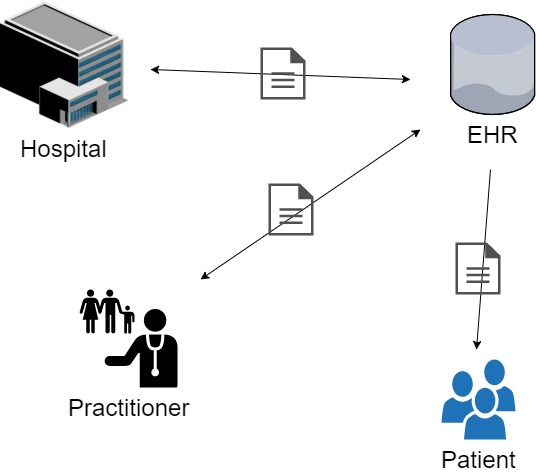 EHR
Hospital
Practitioner
Patient